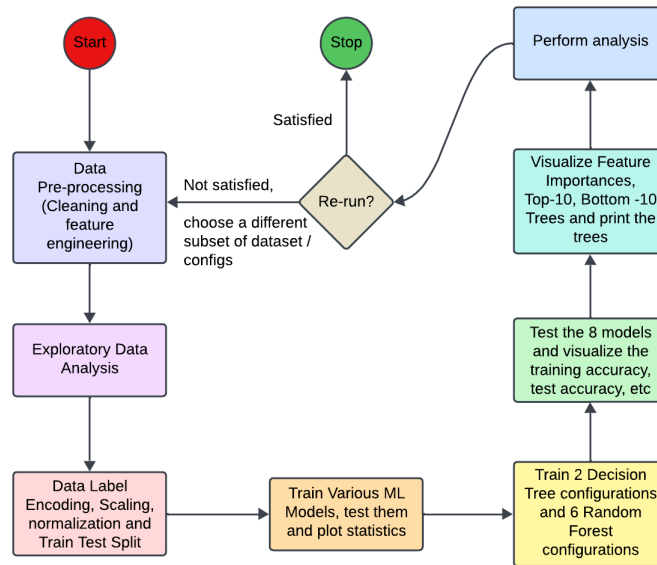 Start
Stop
Perform analysis
Satisfied
Data
Pre-processing
(Cleaning and
feature
engineering)
Not satisfied,
choose a different
subset of dataset /
configs
Re-run?
Visualize Feature
Importances,
Top-10, Bottom -10
Trees and print the
trees
Exploratory Data
Analysis
Test the 8 models
and visualize the
training accuracy,
test accuracy, etc
Data Label
Encoding, Scaling,
normalization and
Train Test Split
Train Various ML
Models, test them
and plot statistics
Train 2 Decision
Tree configurations
and 6 Random
Forest
configurations